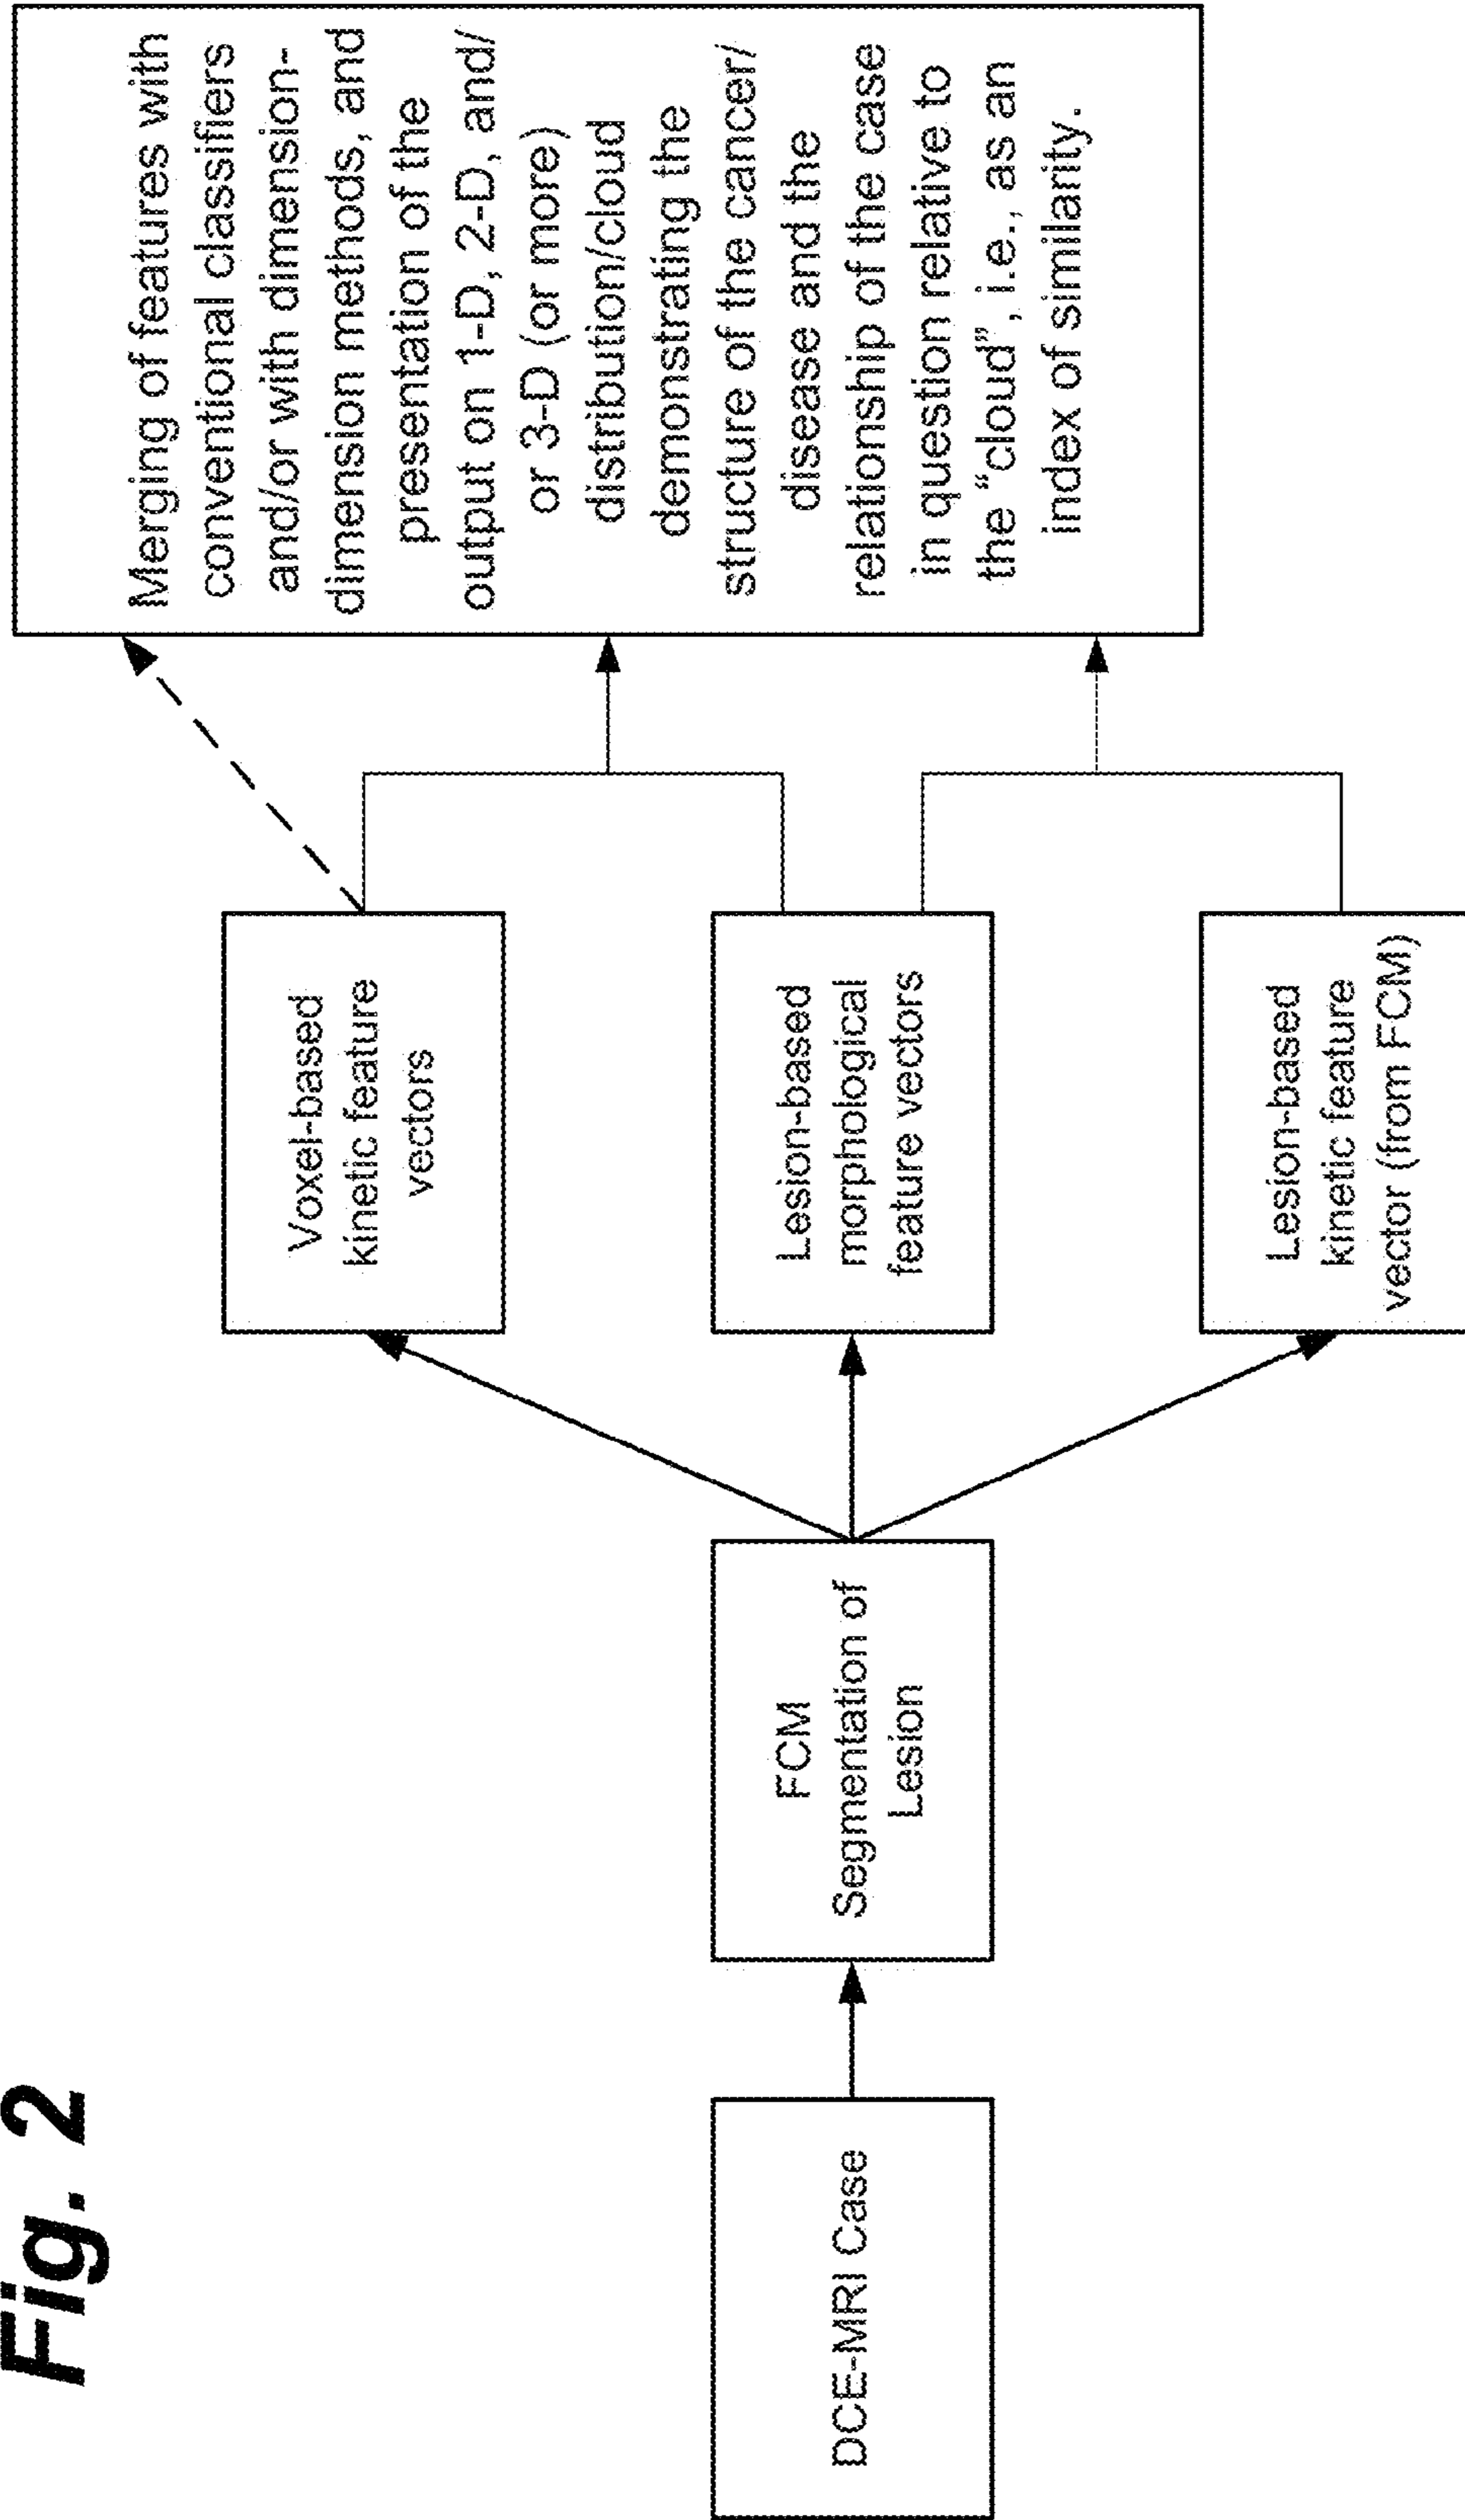 Fig. 2
DCE-MRI Case
FCM
Segmentation of
Lesion
Voxel-based
kinetic feature
vectors
Lesion-based
morphological
feature vectors
Lesion-based
kinetic feature
vector (from FCM)
Merging of features with
conventional classifiers
and/or with dimension-
dimension methods, and
presentation of the
output on 1-D, 2-D, and/
or 3-D (or more)
distribution/cloud
demonstrating the
structure of the cancer/
disease and the
relationship of the case
in question relative to
the “cloud”, i.e., as an
index of similarity.